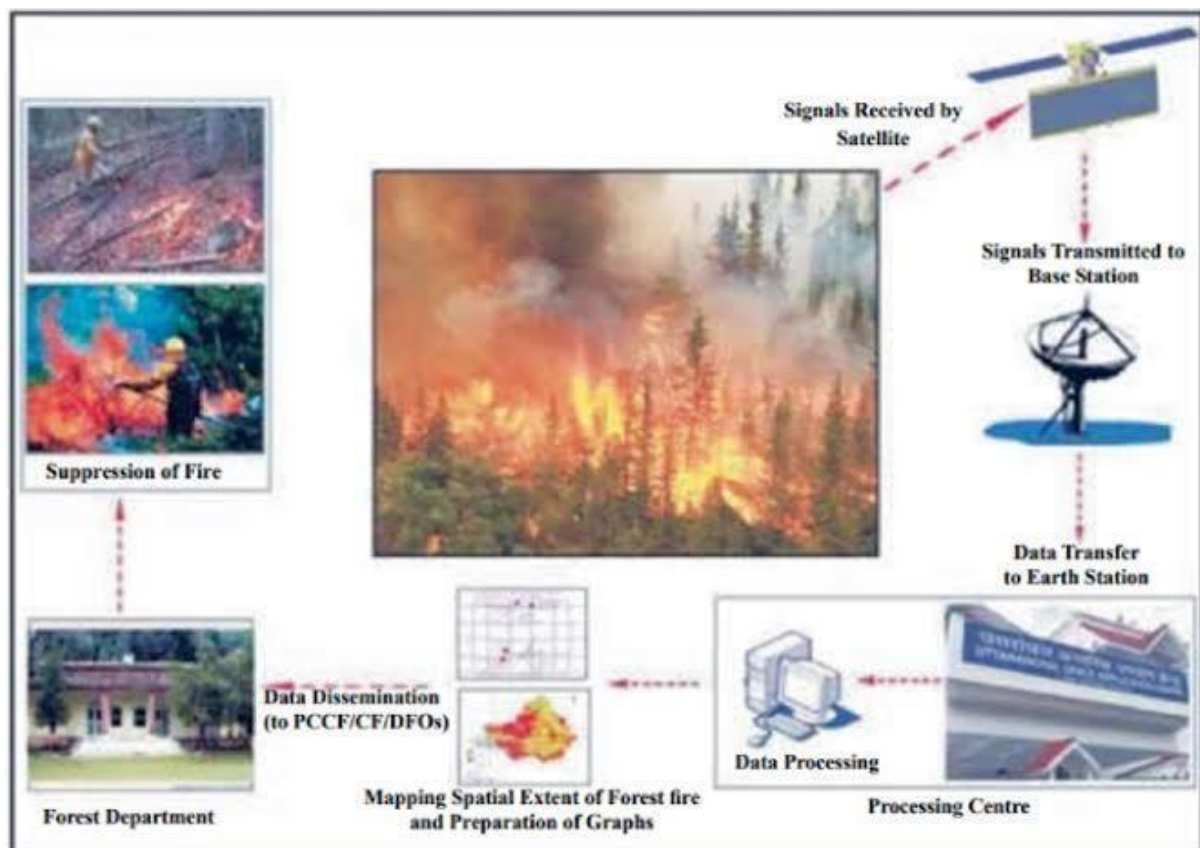 Signals Received by
Satellite
Signals Transmitted to
Base Station
Data Transfer
to Earth Station
Data Processing
Processing Centre
Mapping Spatial Extent of Forest fire
and Preparation of Graphs
Data Dissemination
(to PCCF/CF/DFOs)
Forest Department
Suppression of Fire